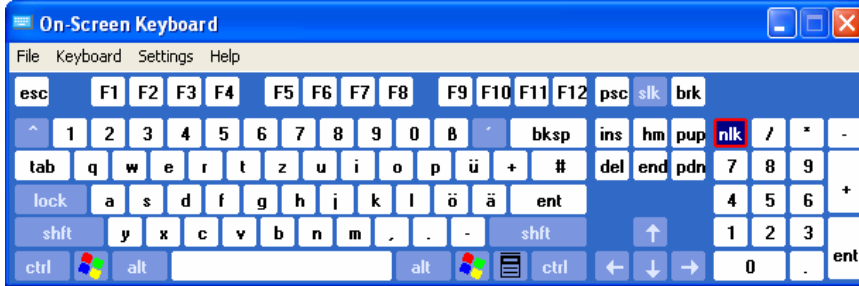 On-Screen Keyboard
File Keyboard Settings Help
esc F1 F2 F3 F4 F5 F6 F7 F8 F9 F10 F11 F12 psc slk brk
^ 1 2 3 4 5 6 7 8 9 0 ß ´ bksp ins hm pup nlk / * -
tab q w e r t z u i o p ü + # del end pdn 7 8 9 +
lock a s d f g h j k l ö ä ent 4 5 6
shft y x c v b n m , . - shft ↑ 1 2 3 ent
ctrl alt alt ctrl ← ↓ → 0 .